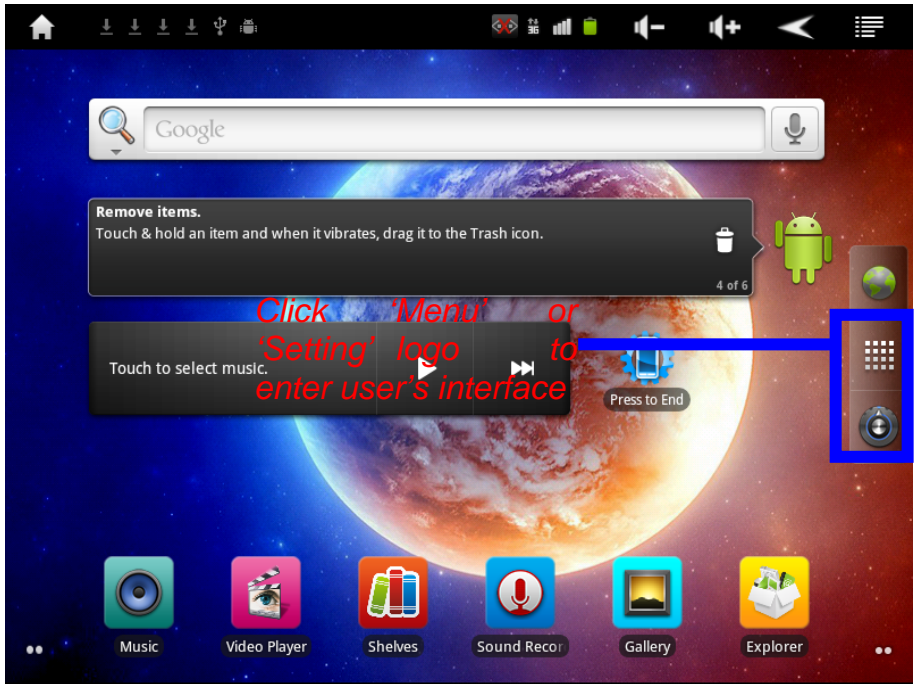 3G
Google
Remove items.
Touch & hold an item and when it vibrates, drag it to the Trash icon.
4 of 6
Click 'Menu' or
'Setting' logo to
enter user's interface
Touch to select music.
Press to End
Music
Video Player
Shelves
Sound Recor
Gallery
Explorer